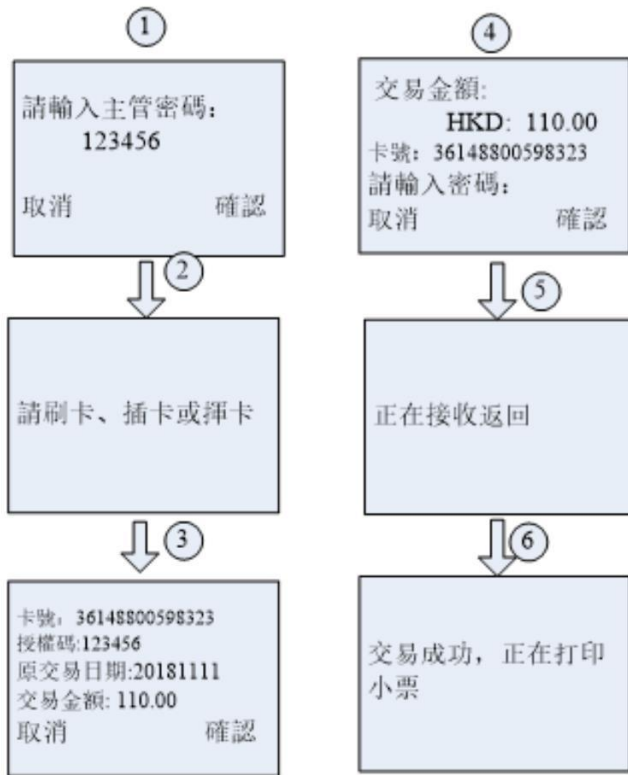 ①
請輸入主管密碼：
123456
取消 確認
②
請刷卡、插卡或揮卡
③
卡號：36148800598323
授權碼:123456
原交易日期:20181111
交易金額: 110.00
取消 確認
④
交易金額:
HKD: 110.00
卡號：36148800598323
請輸入密碼：
取消 確認
⑤
正在接收返回
⑥
交易成功，正在打印
小票